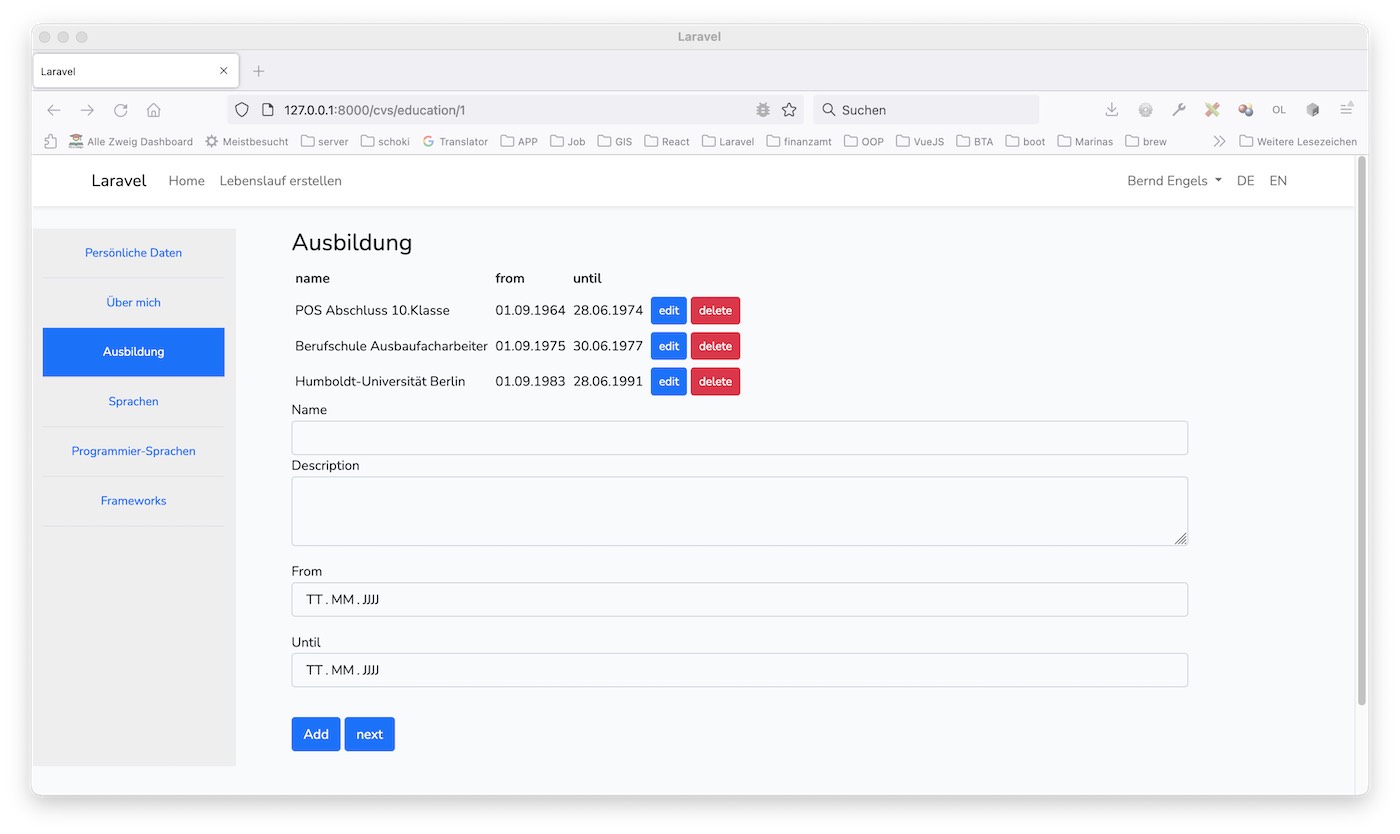 Laravel
Laravel
127.0.0.1:8000/cvs/education/1 Suchen OL
Alle Zweig Dashboard Meistbesucht server schoki Translator APP Job GIS React Laravel finanzamt OOP VueJS BTA boot Marinas brew Weitere Lesezeichen
Laravel Home Lebenslauf erstellen Bernd Engels DE EN
Persönliche Daten
Über mich
Ausbildung
Sprachen
Programmier-Sprachen
Frameworks
Ausbildung
name from until
POS Abschluss 10.Klasse 01.09.1964 28.06.1974 edit delete
Berufschule Ausbaufacharbeiter 01.09.1975 30.06.1977 edit delete
Humboldt-Universität Berlin 01.09.1983 28.06.1991 edit delete
Name
Description
From
TT.MM.JJJJ
Until
TT.MM.JJJJ
Add next